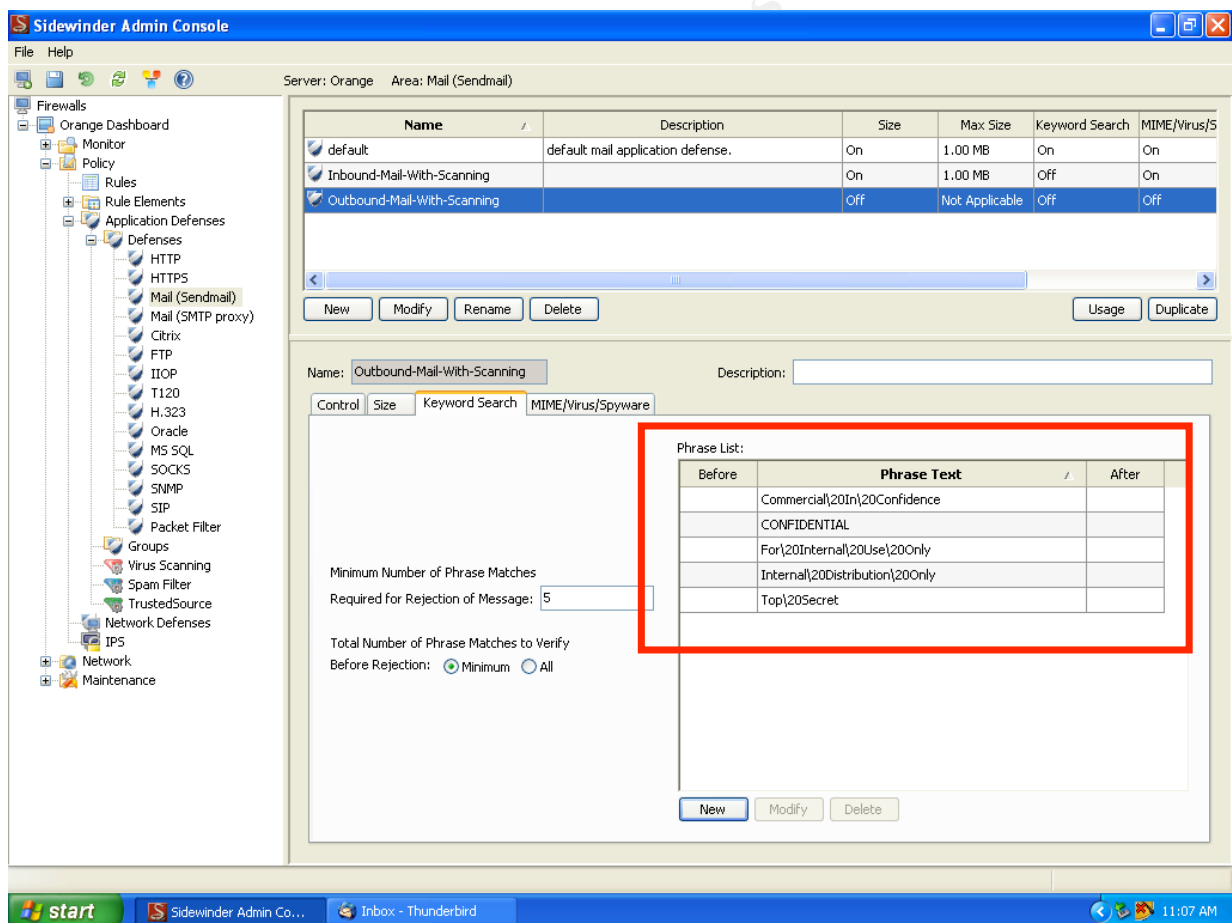 Sidewinder Admin Console
File Help
Server: Orange Area: Mail (Sendmail)
Firewalls
Orange Dashboard
Monitor
Policy
Rules
Rule Elements
Application Defenses
Defenses
HTTP
HTTPS
Mail (Sendmail)
Mail (SMTP proxy)
Citrix
FTP
IIOP
T120
H.323
Oracle
MS SQL
SOCKS
SNMP
SIP
Packet Filter
Groups
Virus Scanning
Spam Filter
TrustedSource
Network Defenses
IPS
Network
Maintenance
Name Description Size Max Size Keyword Search MIME/Virus/S
default default mail application defense. On 1.00 MB On On
Inbound-Mail-With-Scanning On 1.00 MB Off On
Outbound-Mail-With-Scanning Off Not Applicable Off Off
New Modify Rename Delete Usage Duplicate
Name: Outbound-Mail-With-Scanning Description:
Control Size Keyword Search MIME/Virus/Spyware
Minimum Number of Phrase Matches
Required for Rejection of Message: 5
Total Number of Phrase Matches to Verify
Before Rejection: Minimum All
Phrase List:
Before Phrase Text After
Commercial\20In\20Confidence
CONFIDENTIAL
For\20Internal\20Use\20Only
Internal\20Distribution\20Only
Top\20Secret
New Modify Delete
start Sidewinder Admin Co... Inbox - Thunderbird 11:07 AM